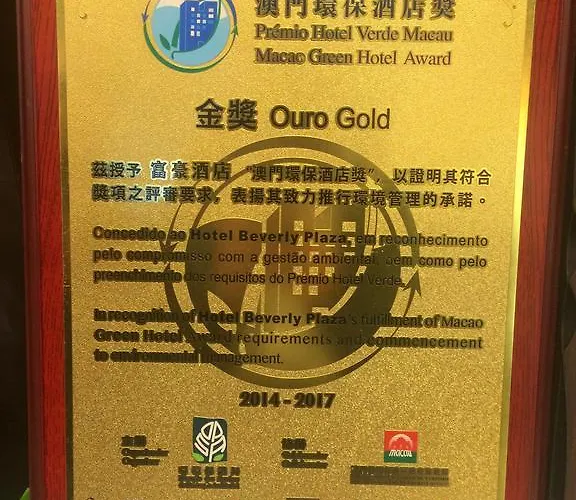 澳門環保酒店獎
Prémio Hotel Verde Macau
Macao Green Hotel Award
金獎 Ouro Gold
茲授予 富豪酒店 "澳門環保酒店獎"，以證明其符合
獎項之評審要求，表揚其致力推行環境管理的承諾。
Concedido ao Hotel Beverly Plaza, em reconhecimento
pelo compromisso com a gestão ambiental, bem como pelo
preenchimento dos requisitos do Prémio Hotel Verde.
In recognition of Hotel Beverly Plaza's fulfillment of Macao
Green Hotel Award requirements and commencement
to environmental management.
2014-2017
MACAU